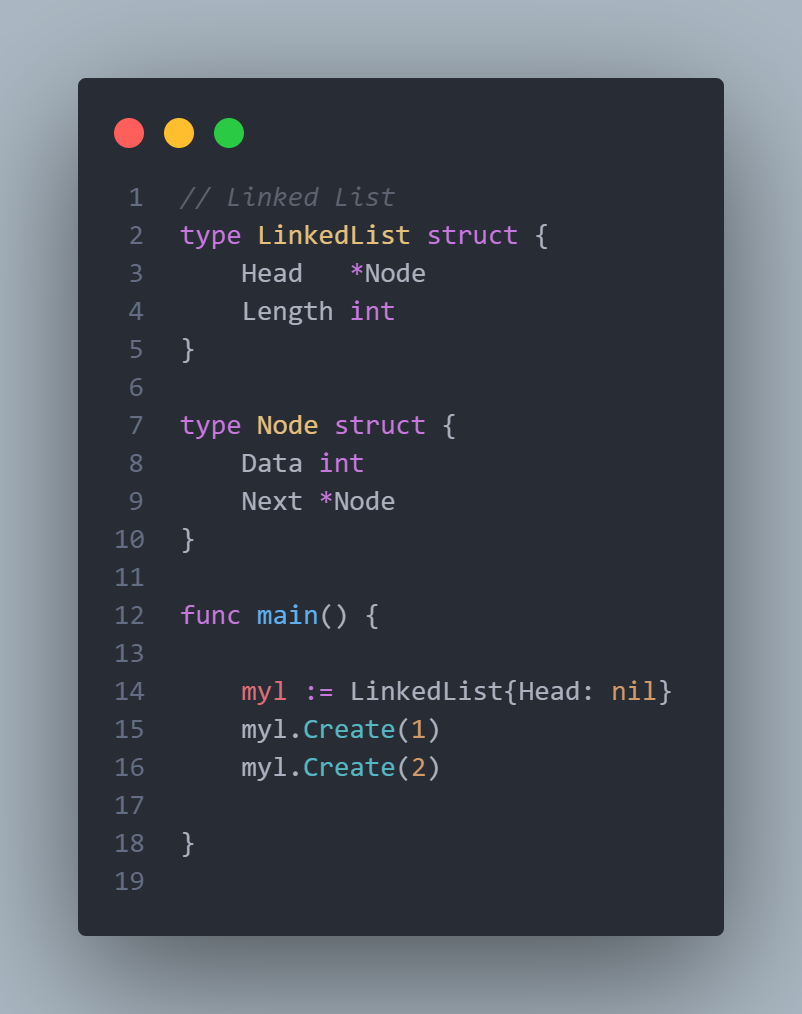 1 // Linked List
2 type LinkedList struct {
3     Head   *Node
4     Length int
5 }
6
7 type Node struct {
8     Data int
9     Next *Node
10 }
11
12 func main() {
13
14     myl := LinkedList{Head: nil}
15     myl.Create(1)
16     myl.Create(2)
17
18 }
19